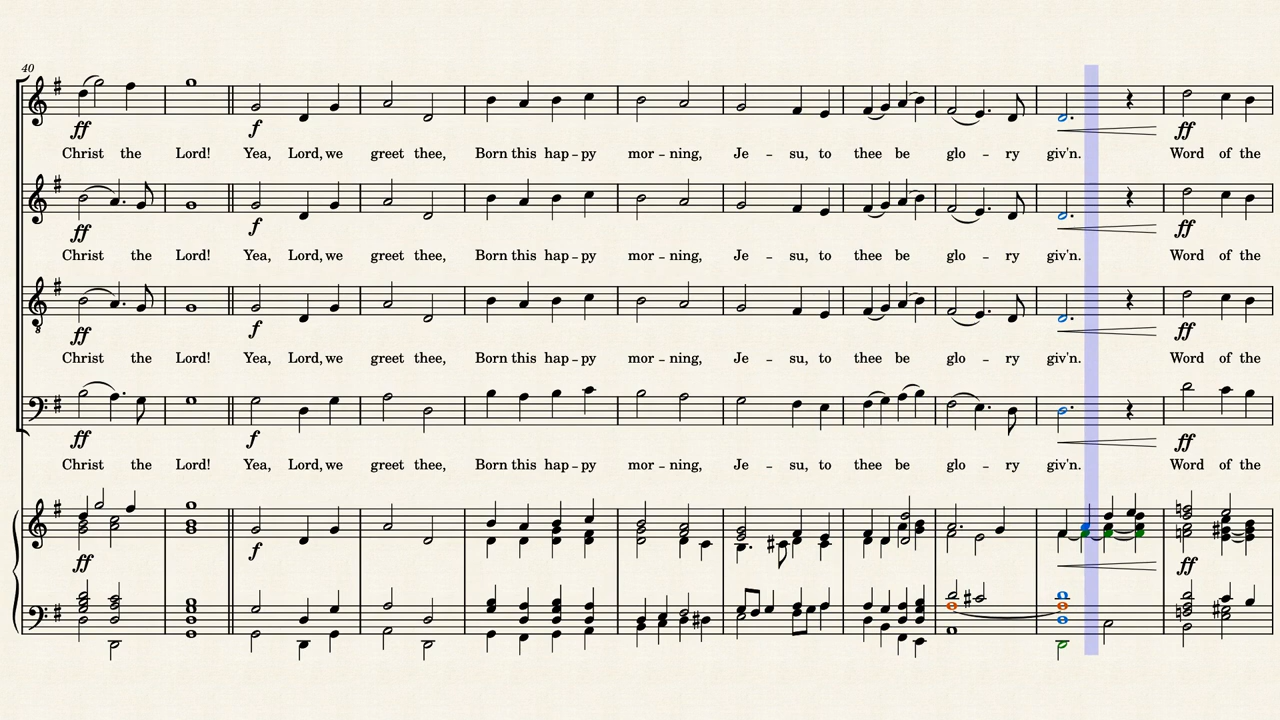 40
ff f ff
Christ the Lord! Yea, Lord, we greet thee, Born this hap – py mor – ning, Je – su, to thee be glo – ry giv'n. Word of the
ff f ff
Christ the Lord! Yea, Lord, we greet thee, Born this hap – py mor – ning, Je – su, to thee be glo – ry giv'n. Word of the
8
ff f ff
Christ the Lord! Yea, Lord, we greet thee, Born this hap – py mor – ning, Je – su, to thee be glo – ry giv'n. Word of the
ff f ff
Christ the Lord! Yea, Lord, we greet thee, Born this hap – py mor – ning, Je – su, to thee be glo – ry giv'n. Word of the
ff f ff